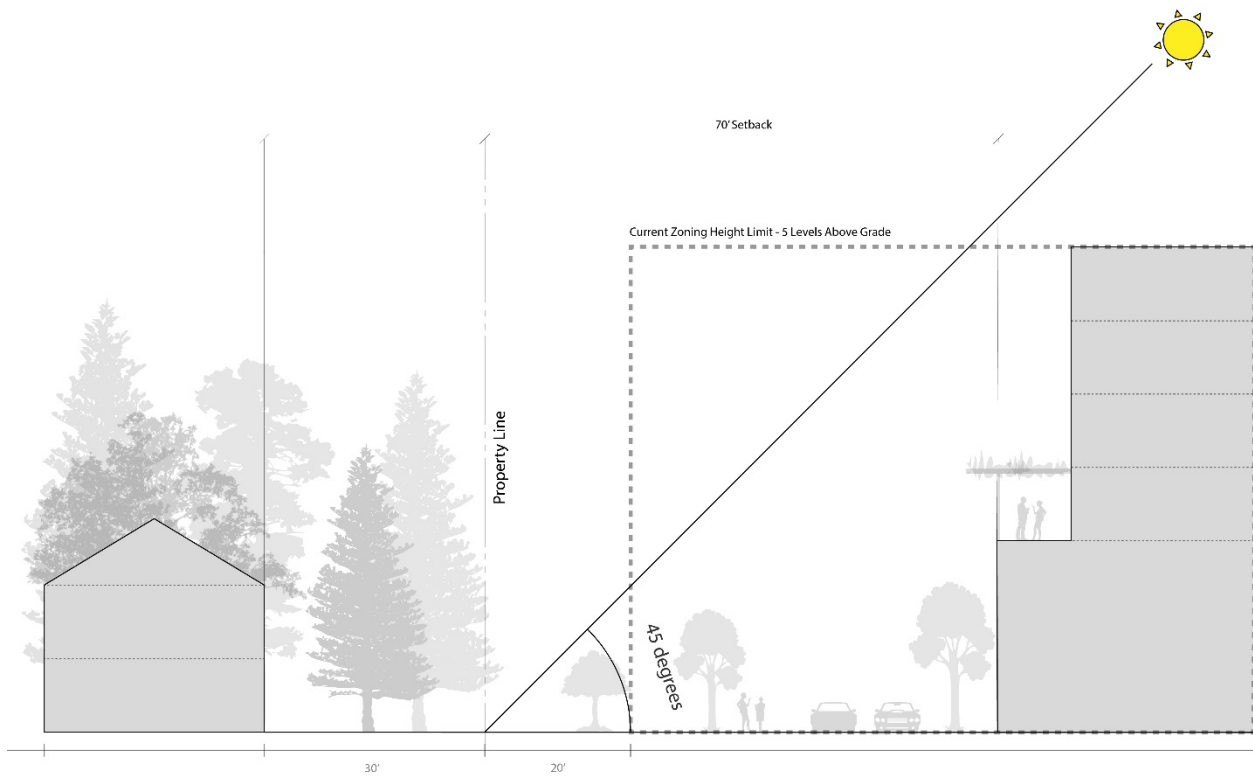 70' Setback
Current Zoning Height Limit - 5 Levels Above Grade
Property Line
45 degrees
30'
20'